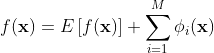 f(x) = E [f(x)] + ∑_{i=1}^{M} ϕ_i(x)